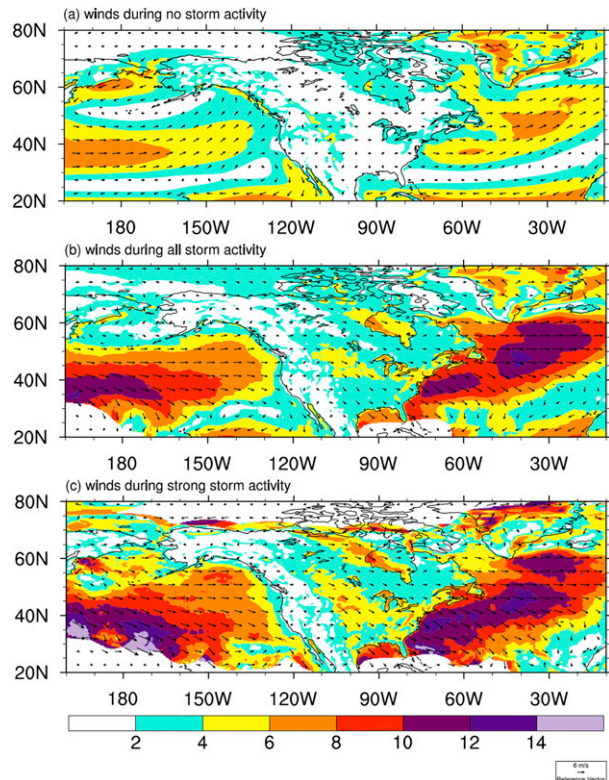 (a) winds during no storm activity
80N
60N
40N
20N
180 150W 120W 90W 60W 30W
(b) winds during all storm activity
80N
60N
40N
20N
180 150W 120W 90W 60W 30W
(c) winds during strong storm activity
80N
60N
40N
20N
180 150W 120W 90W 60W 30W
2 4 6 8 10 12 14
6 m/s
Reference Vector